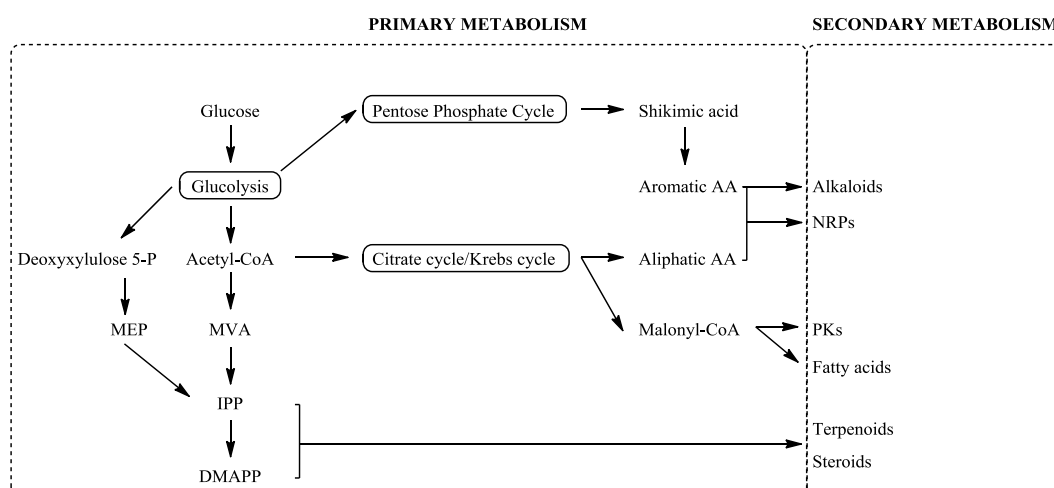 PRIMARY METABOLISM
SECONDARY METABOLISM
Glucose
Pentose Phosphate Cycle
Shikimic acid
Glucolysis
Aromatic AA
Alkaloids
NRPs
Deoxyxylulose 5-P
Acetyl-CoA
Citrate cycle/Krebs cycle
Aliphatic AA
MEP
MVA
Malonyl-CoA
PKs
Fatty acids
IPP
Terpenoids
Steroids
DMAPP